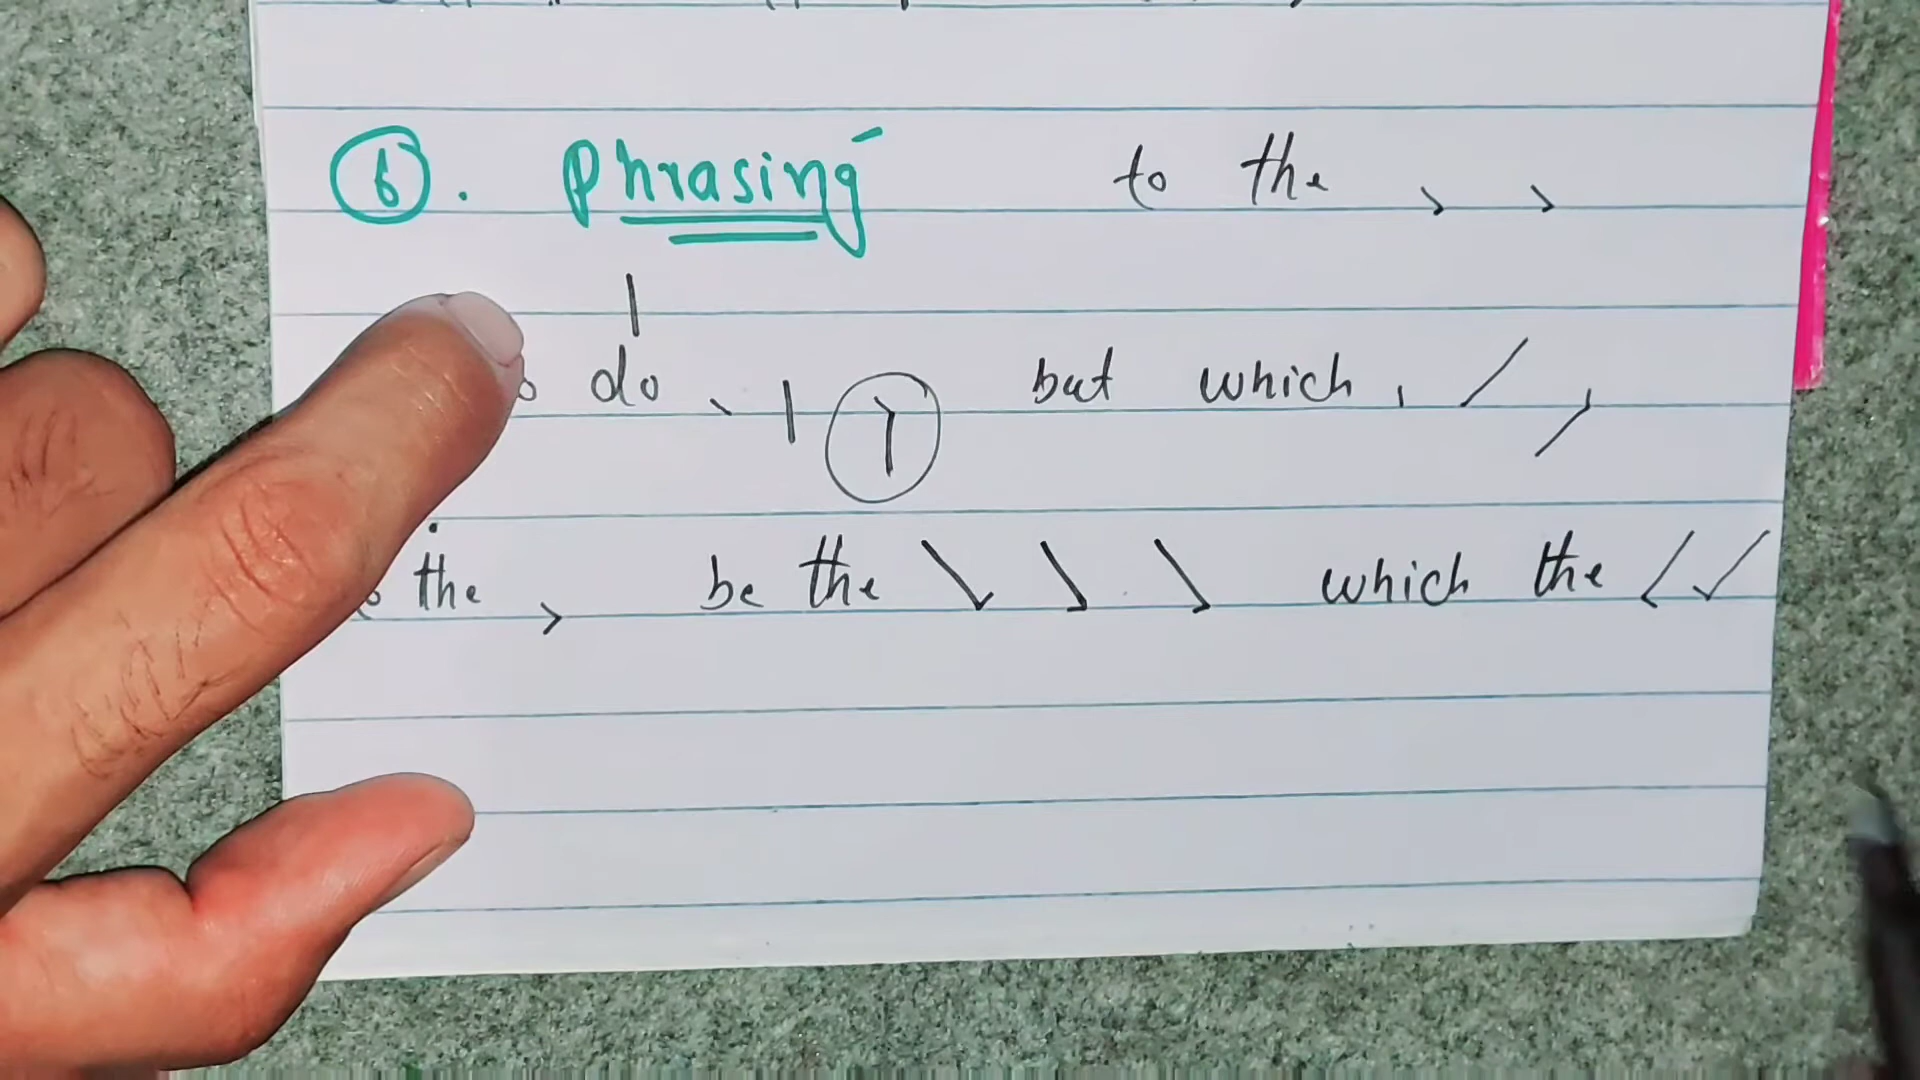 6. Phrasing to the
do but which,
the be the which the